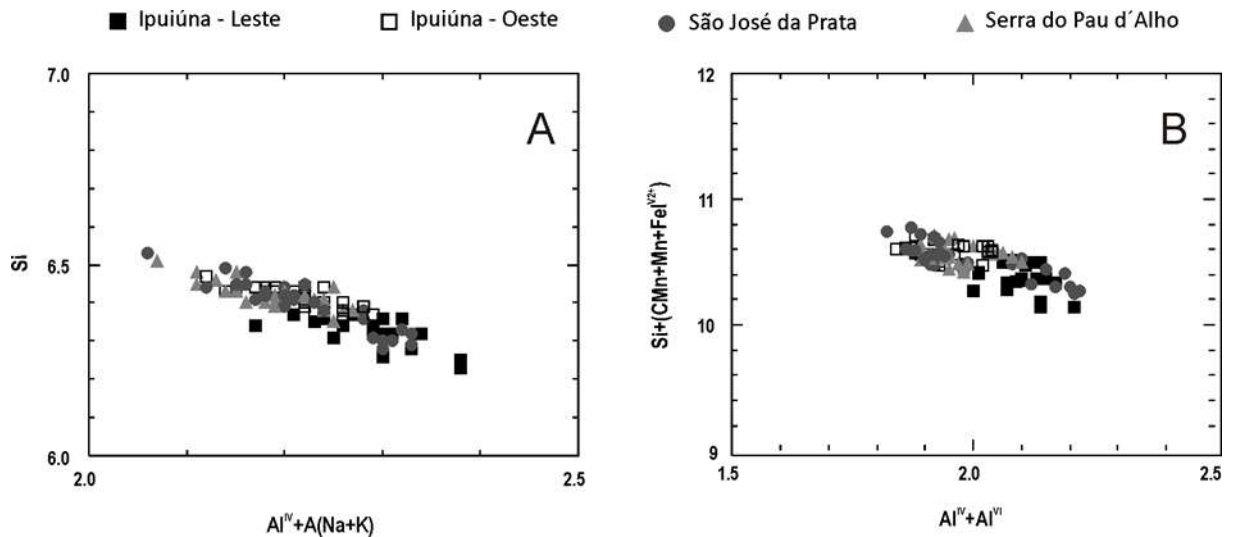 Ipuiúna - Leste Ipuiúna - Oeste São José da Prata Serra do Pau d´Alho
7.0
6.5
6.0
Si
A
2.0 2.5
Al^IV+A(Na+K)
12
11
10
9
Si+(CMn+Mn+FeI^V2+)
B
1.5 2.0 2.5
Al^IV+Al^VI